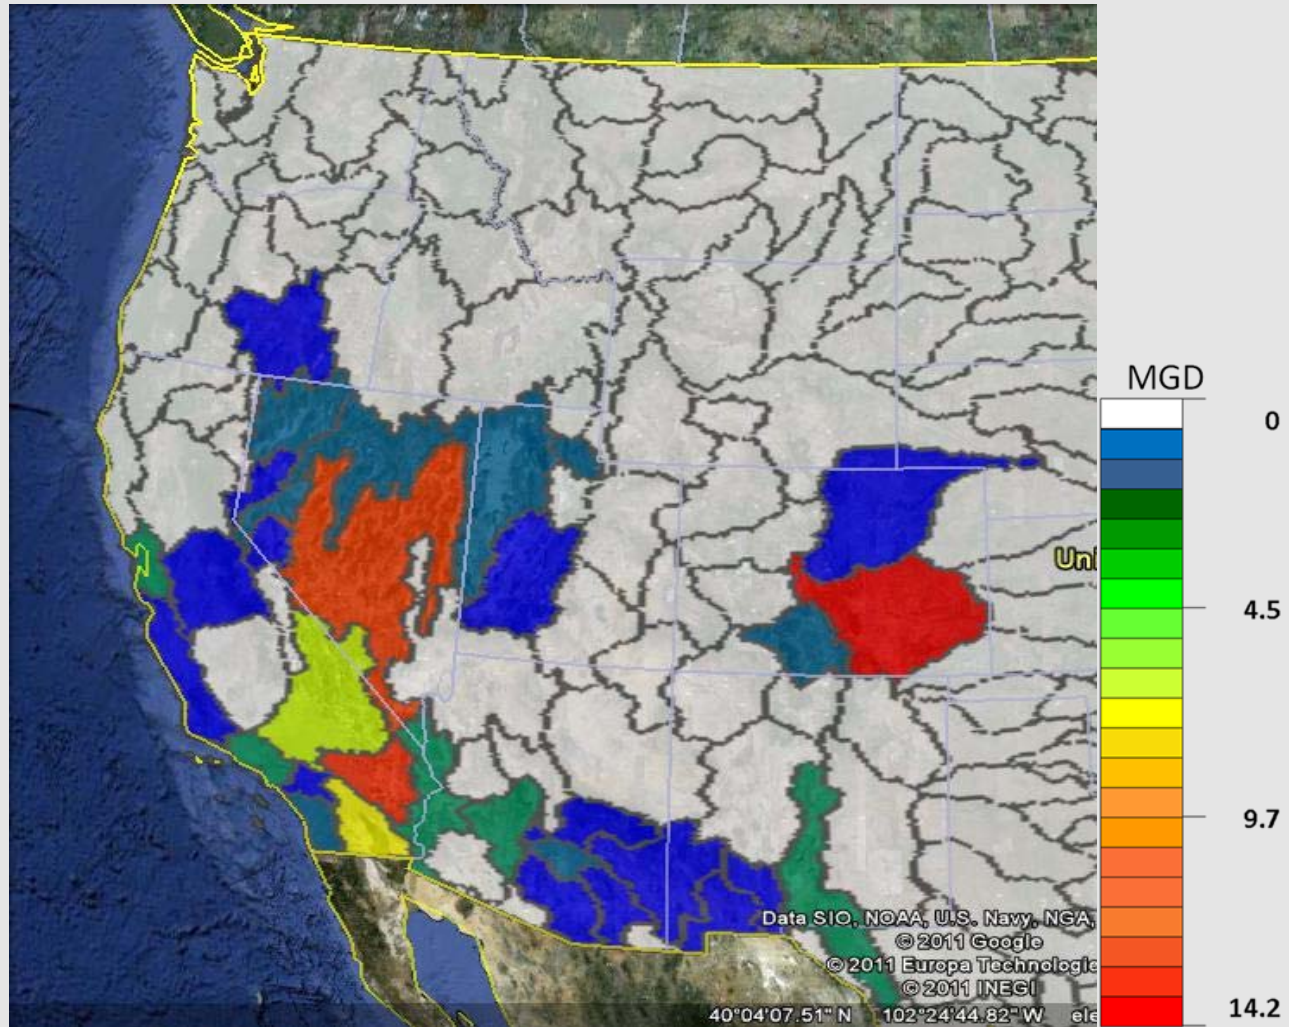 MGD
0
4.5
Uni
9.7
Data SIO, NOAA, U.S. Navy, NGA,
© 2011 Google
© 2011 Europa Technologie
© 2011 INEGI
14.2
40°04'07.51" N 102°24'44.82" W ele